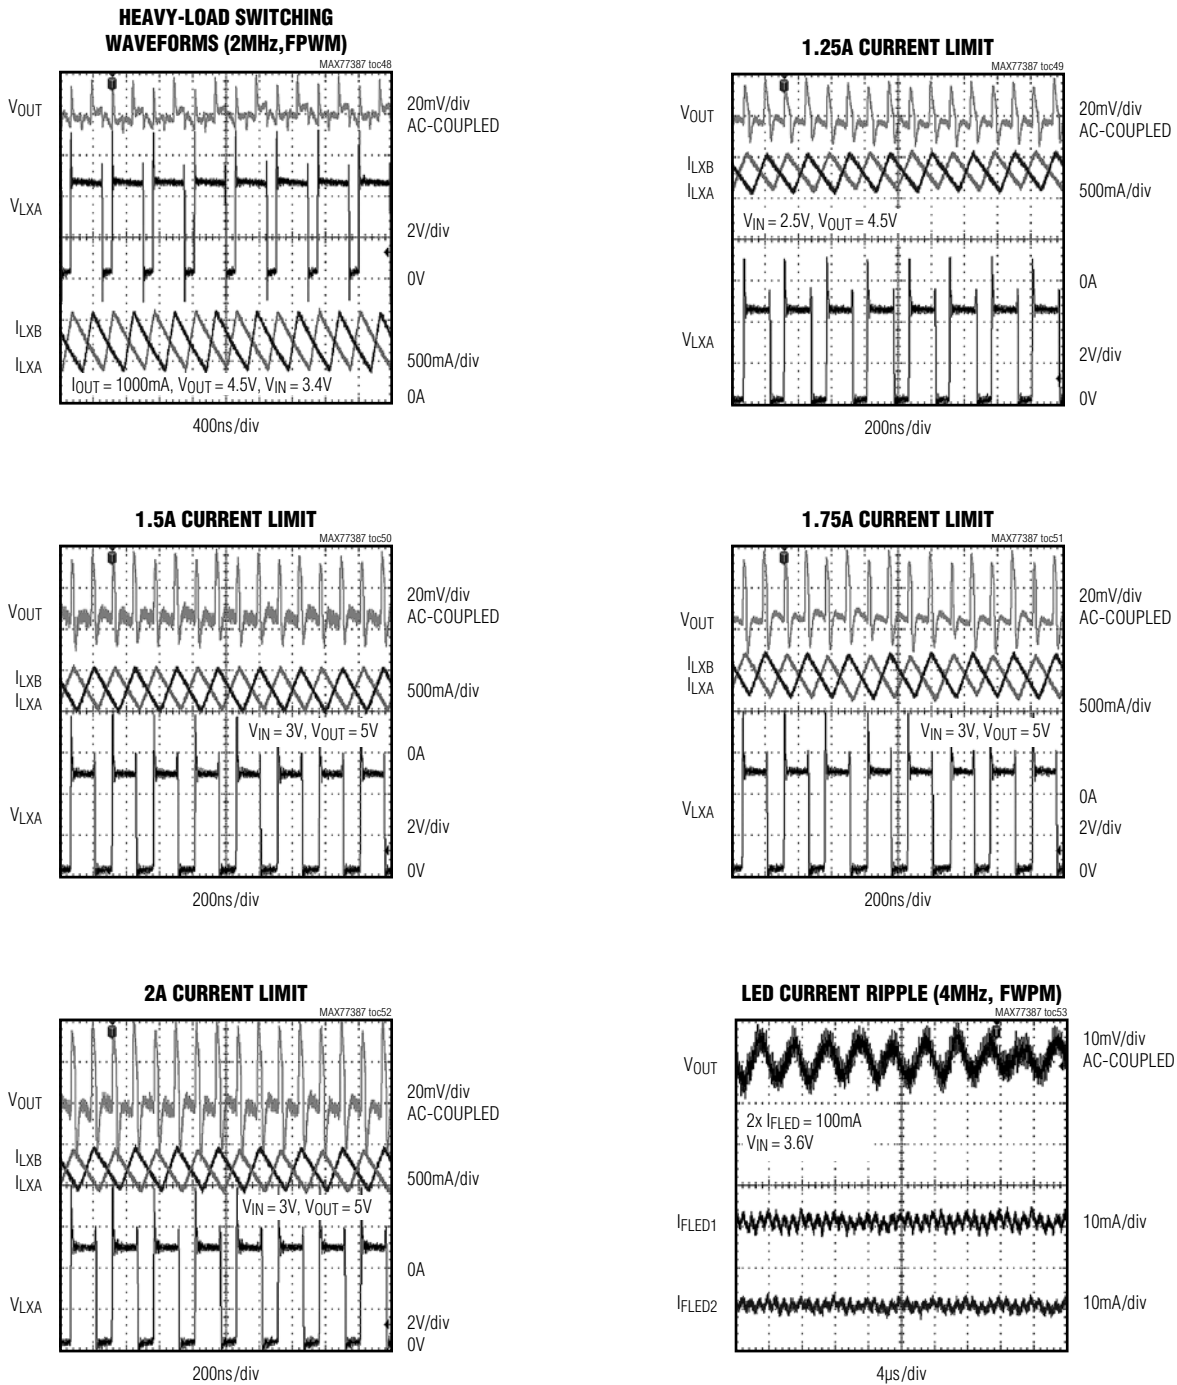 HEAVY-LOAD SWITCHING
WAVEFORMS (2MHz,FPWM)
MAX77387 toc48
VOUT
20mV/div
AC-COUPLED
VLXA
2V/div
0V
ILXB
ILXA
500mA/div
IOUT = 1000mA, VOUT = 4.5V, VIN = 3.4V
0A
400ns/div
1.25A CURRENT LIMIT
MAX77387 toc49
VOUT
20mV/div
AC-COUPLED
ILXB
ILXA
500mA/div
VIN = 2.5V, VOUT = 4.5V
0A
VLXA
2V/div
0V
200ns/div
1.5A CURRENT LIMIT
MAX77387 toc50
VOUT
20mV/div
AC-COUPLED
ILXB
ILXA
500mA/div
VIN = 3V, VOUT = 5V
0A
VLXA
2V/div
0V
200ns/div
1.75A CURRENT LIMIT
MAX77387 toc51
VOUT
20mV/div
AC-COUPLED
ILXB
ILXA
500mA/div
VIN = 3V, VOUT = 5V
0A
VLXA
2V/div
0V
200ns/div
2A CURRENT LIMIT
MAX77387 toc52
VOUT
20mV/div
AC-COUPLED
ILXB
ILXA
500mA/div
VIN = 3V, VOUT = 5V
0A
VLXA
2V/div
0V
200ns/div
LED CURRENT RIPPLE (4MHz, FWPM)
MAX77387 toc53
VOUT
10mV/div
AC-COUPLED
2x IFLED = 100mA
VIN = 3.6V
IFLED1
10mA/div
IFLED2
10mA/div
4µs/div